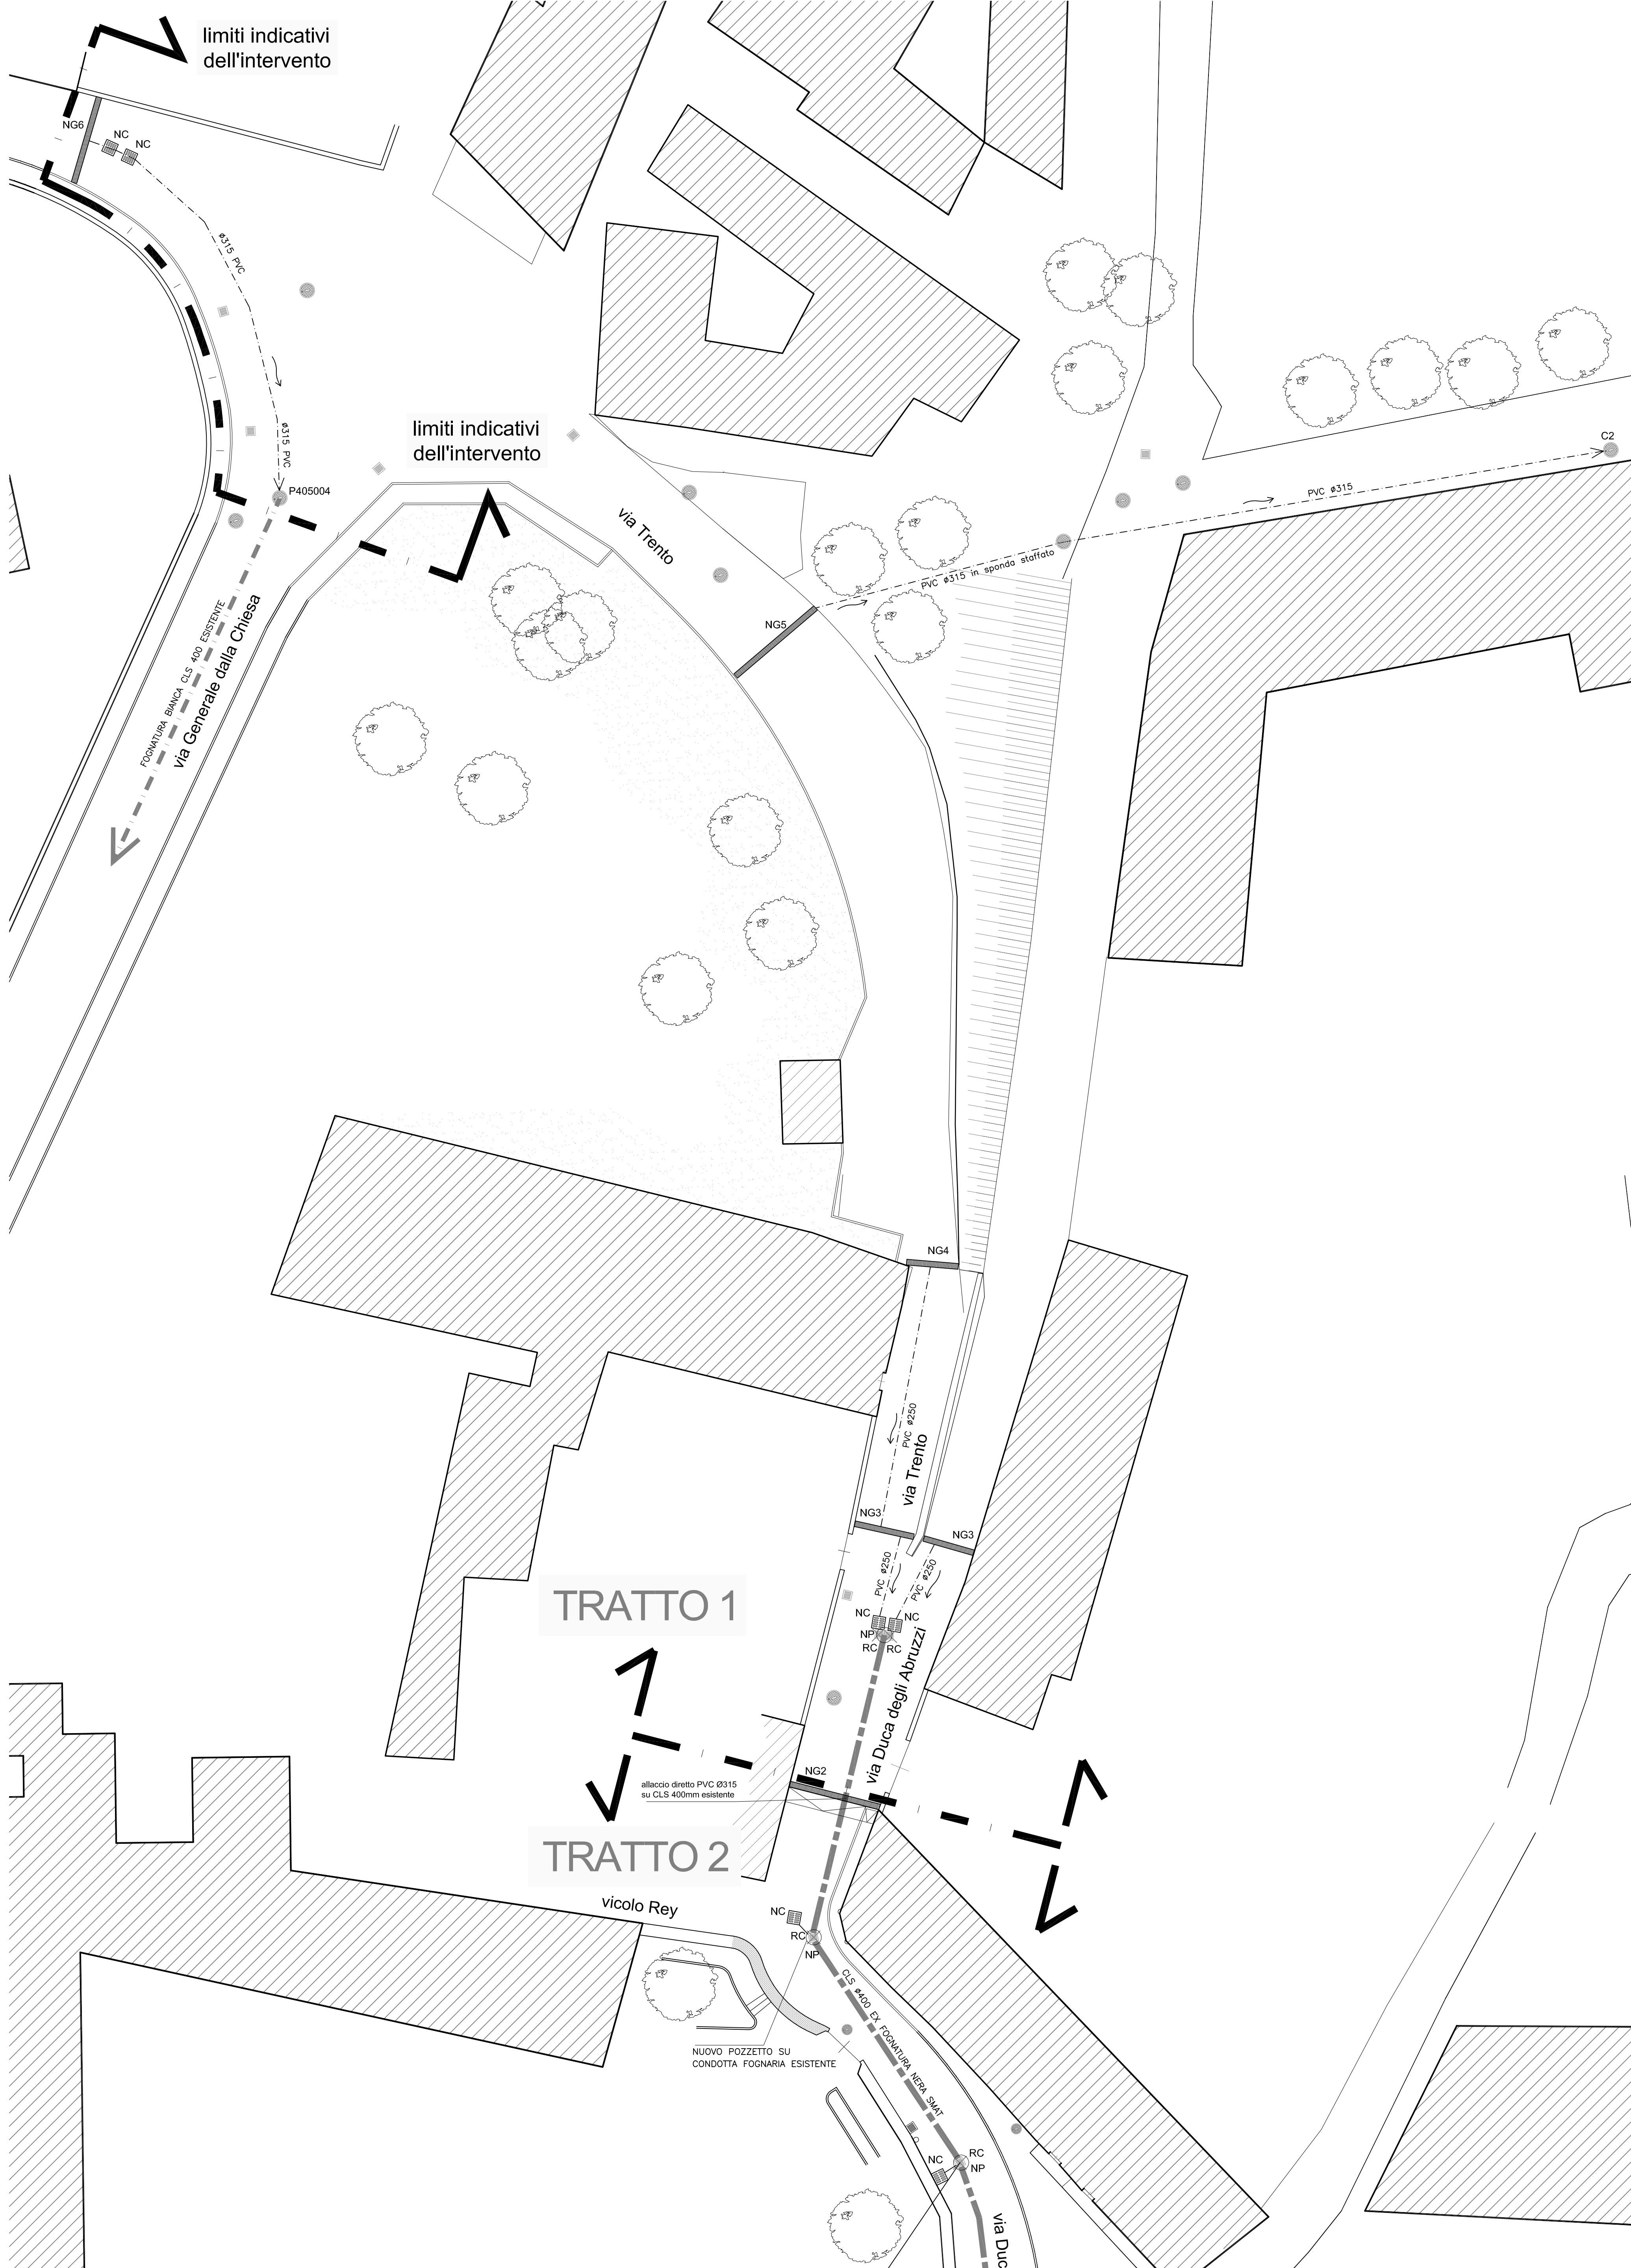 limiti indicativi
dell'intervento
NG6
NC
NC
ø315 PVC
ø315 PVC
limiti indicativi
dell'intervento
P405004
C2
PVC ø315
via Trento
PVC ø315 in sponda staffato
NG5
FOGNATURA BIANCA CLS 400 ESISTENTE
via Generale dalla Chiesa
NG4
PVC ø250
via Trento
NG3
NG3
PVC ø250
PVC ø250
TRATTO 1
NC
NC
NP
RC
RC
via Duca degli Abruzzi
NG2
allaccio diretto PVC Ø315
su CLS 400mm esistente
TRATTO 2
vicolo Rey
NC
RC
NP
CLS ø400 EX FOGNATURA NERA SMAT
NUOVO POZZETTO SU
CONDOTTA FOGNARIA ESISTENTE
RC
NC
NP
via Duc